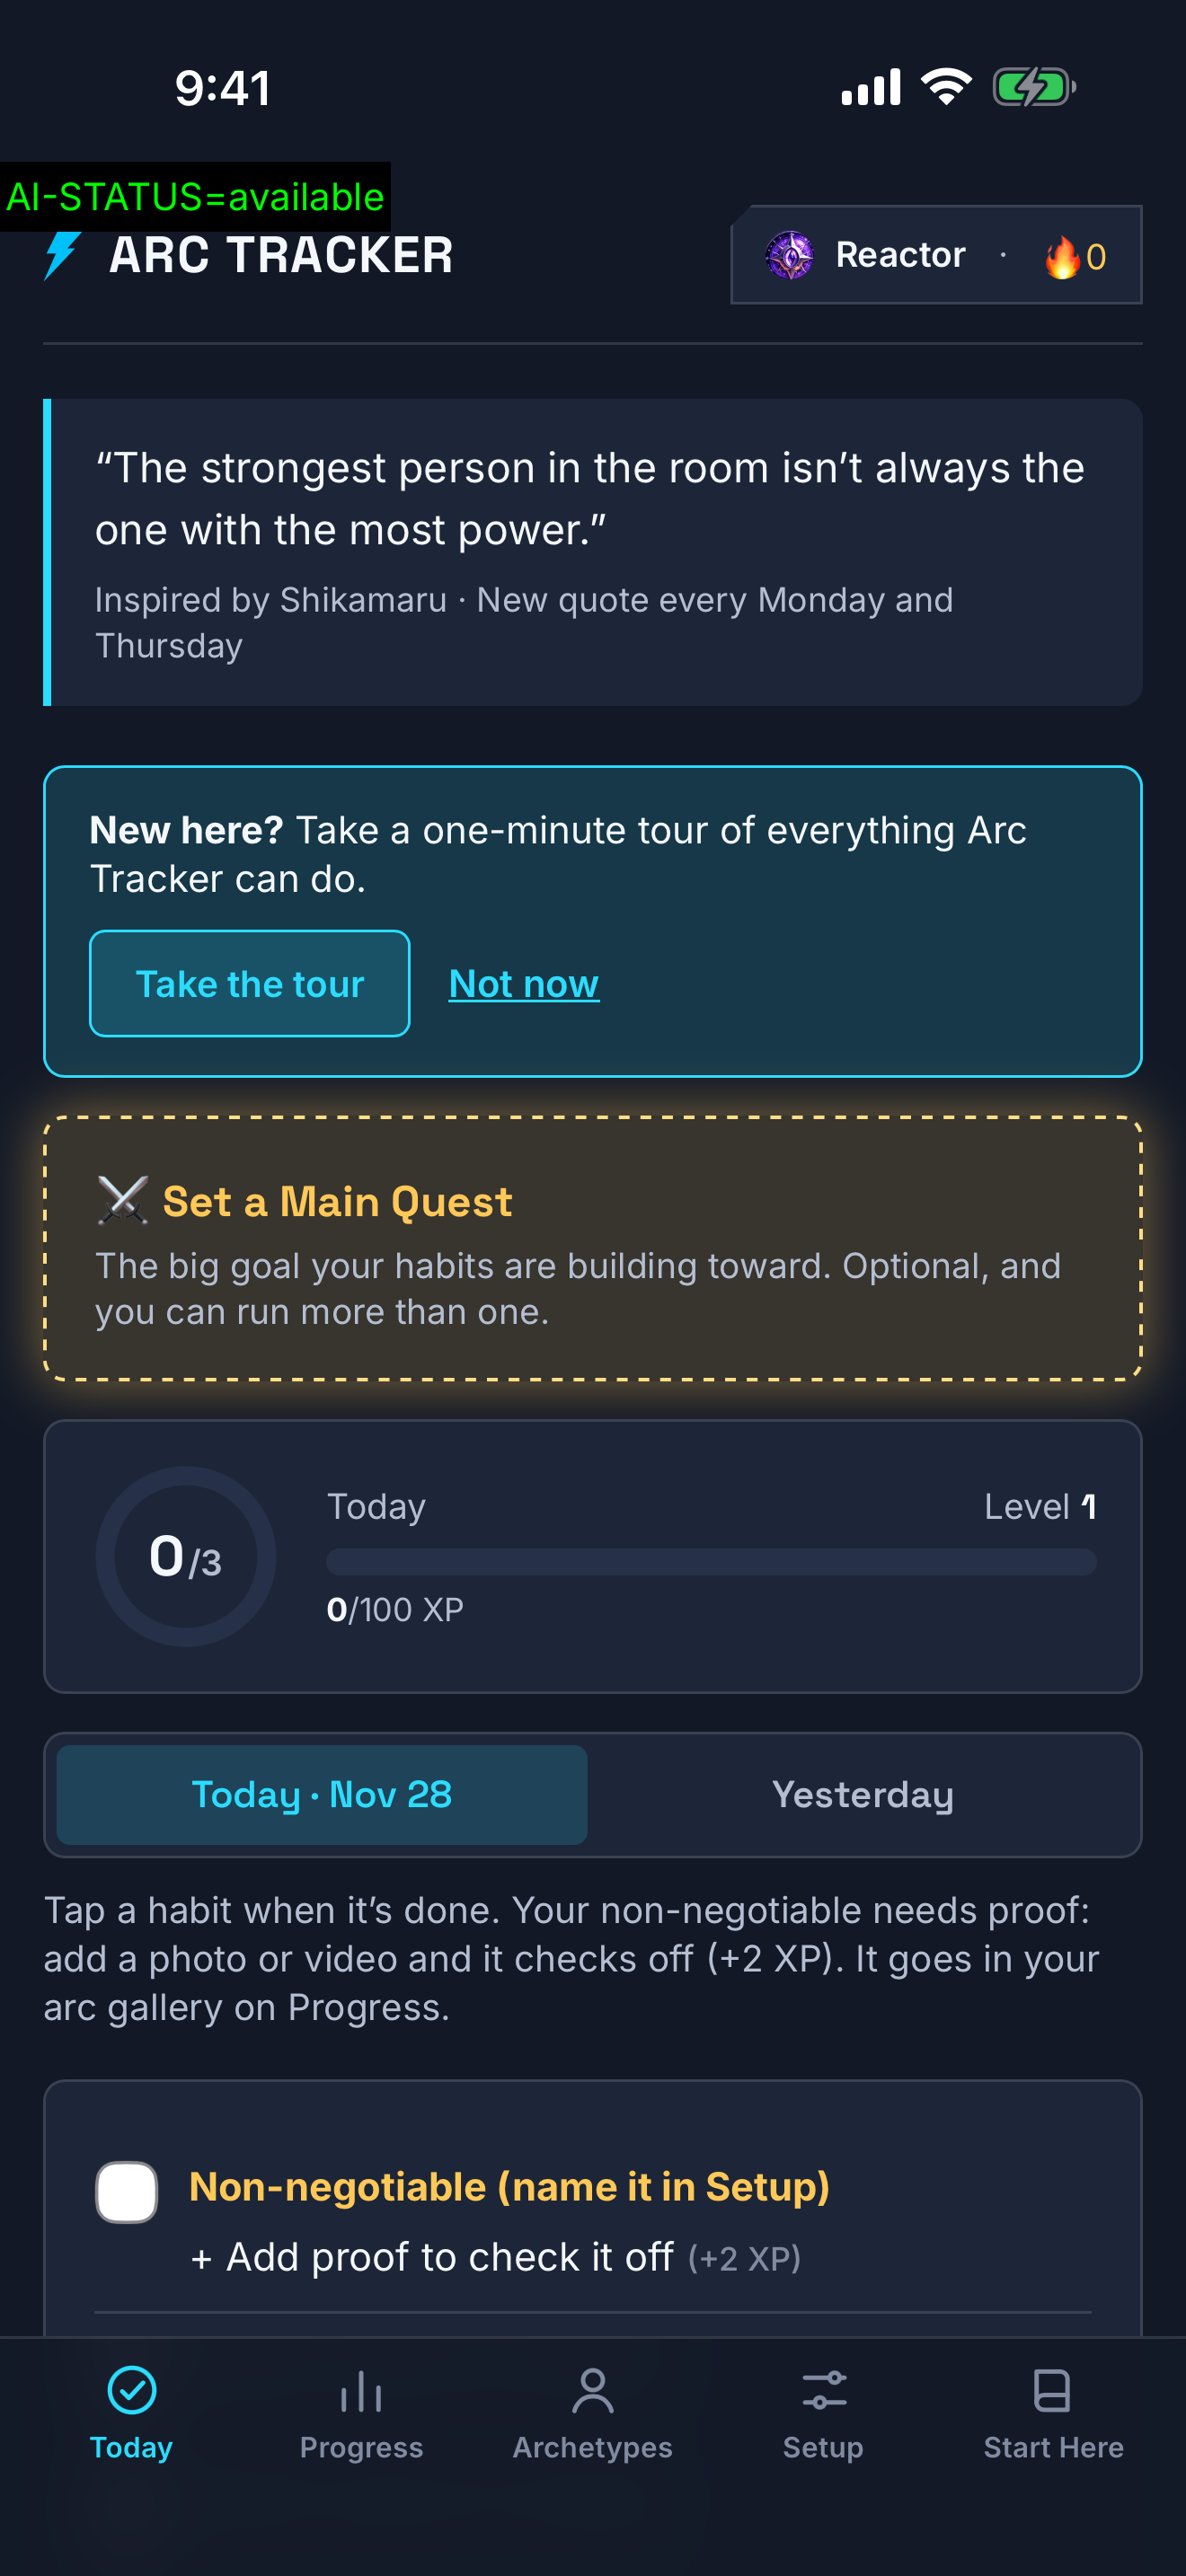 9:41
AI-STATUS=available
ARC TRACKER
Reactor · 🔥0
“The strongest person in the room isn’t always the
one with the most power.”
Inspired by Shikamaru · New quote every Monday and
Thursday
New here? Take a one-minute tour of everything Arc
Tracker can do.
Take the tour
Not now
⚔️ Set a Main Quest
The big goal your habits are building toward. Optional, and
you can run more than one.
0/3
Today
Level 1
0/100 XP
Today · Nov 28
Yesterday
Tap a habit when it’s done. Your non-negotiable needs proof:
add a photo or video and it checks off (+2 XP). It goes in your
arc gallery on Progress.
Non-negotiable (name it in Setup)
+ Add proof to check it off (+2 XP)
Today
Progress
Archetypes
Setup
Start Here